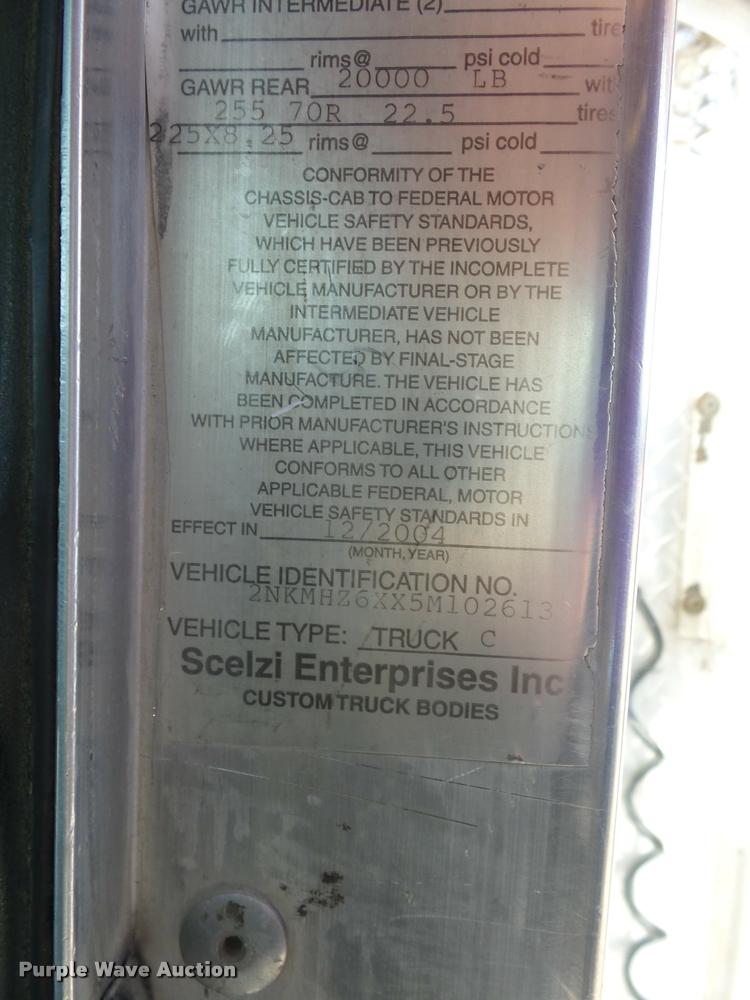 GAWR INTERMEDIATE (2)
with tire
rims@ psi cold
GAWR REAR 20000 LB wit
255 70R 22.5 tires
225X8.25 rims@ psi cold
CONFORMITY OF THE
CHASSIS-CAB TO FEDERAL MOTOR
VEHICLE SAFETY STANDARDS,
WHICH HAVE BEEN PREVIOUSLY
FULLY CERTIFIED BY THE INCOMPLETE
VEHICLE MANUFACTURER OR BY THE
INTERMEDIATE VEHICLE
MANUFACTURER, HAS NOT BEEN
AFFECTED BY FINAL-STAGE
MANUFACTURE. THE VEHICLE HAS
BEEN COMPLETED IN ACCORDANCE
WITH PRIOR MANUFACTURER'S INSTRUCTIONS
WHERE APPLICABLE, THIS VEHICLE
CONFORMS TO ALL OTHER
APPLICABLE FEDERAL, MOTOR
VEHICLE SAFETY STANDARDS IN
EFFECT IN 12/2004
(MONTH, YEAR)
VEHICLE IDENTIFICATION NO.
2NKMHZ6XX5M102613
VEHICLE TYPE: TRUCK C
Scelzi Enterprises Inc
CUSTOM TRUCK BODIES
Purple Wave Auction